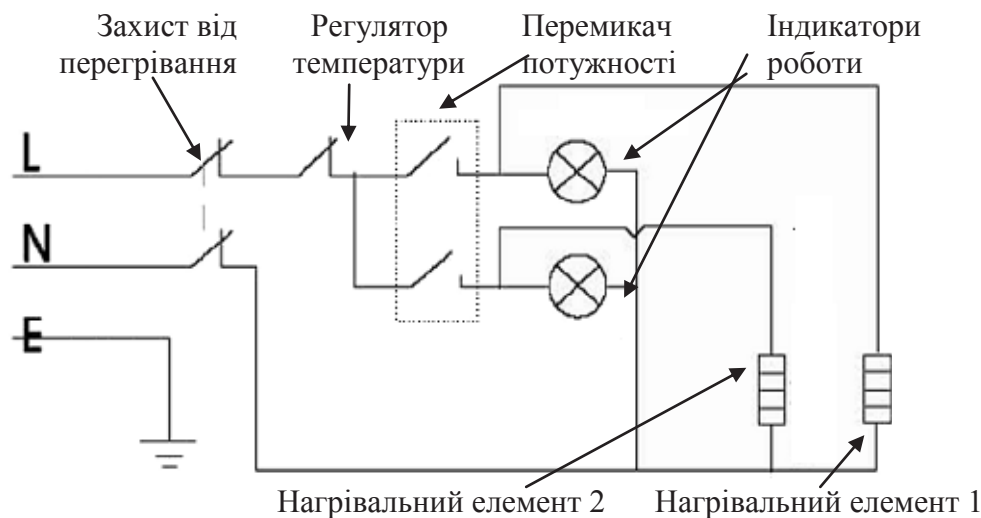 Захист від
перегрівання
Регулятор
температури
Перемикач
потужності
Індикатори
роботи
L
N
E
Нагрівальний елемент 2
Нагрівальний елемент 1